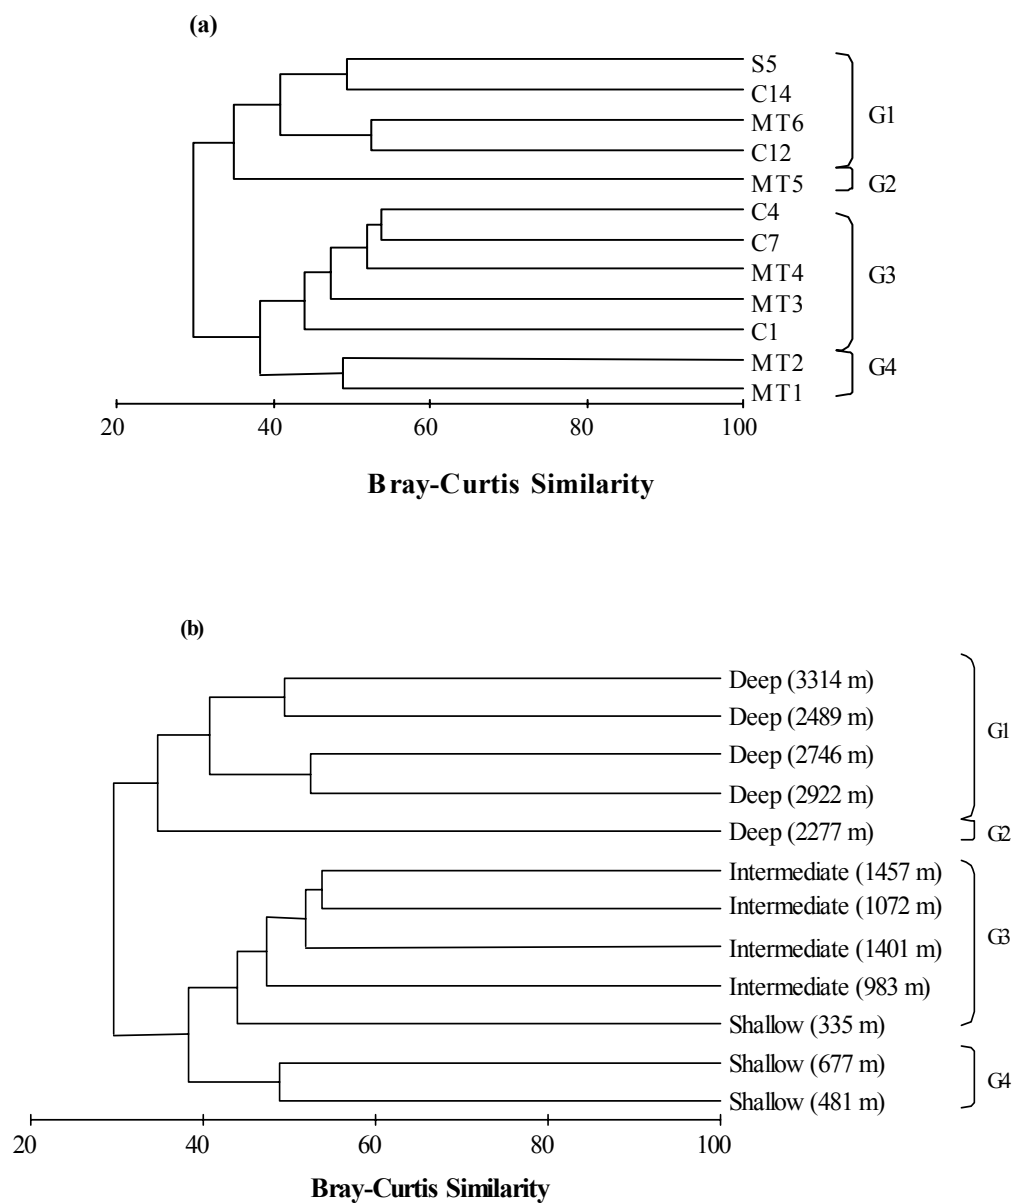 (a)
S5
C14
MT6
C12
G1
MT5
G2
C4
C7
MT4
MT3
C1
G3
MT2
MT1
G4
20 40 60 80 100
Bray-Curtis Similarity
(b)
Deep (3314 m)
Deep (2489 m)
Deep (2746 m)
Deep (2922 m)
G1
Deep (2277 m)
G2
Intermediate (1457 m)
Intermediate (1072 m)
Intermediate (1401 m)
Intermediate (983 m)
Shallow (335 m)
G3
Shallow (677 m)
Shallow (481 m)
G4
20 40 60 80 100
Bray-Curtis Similarity